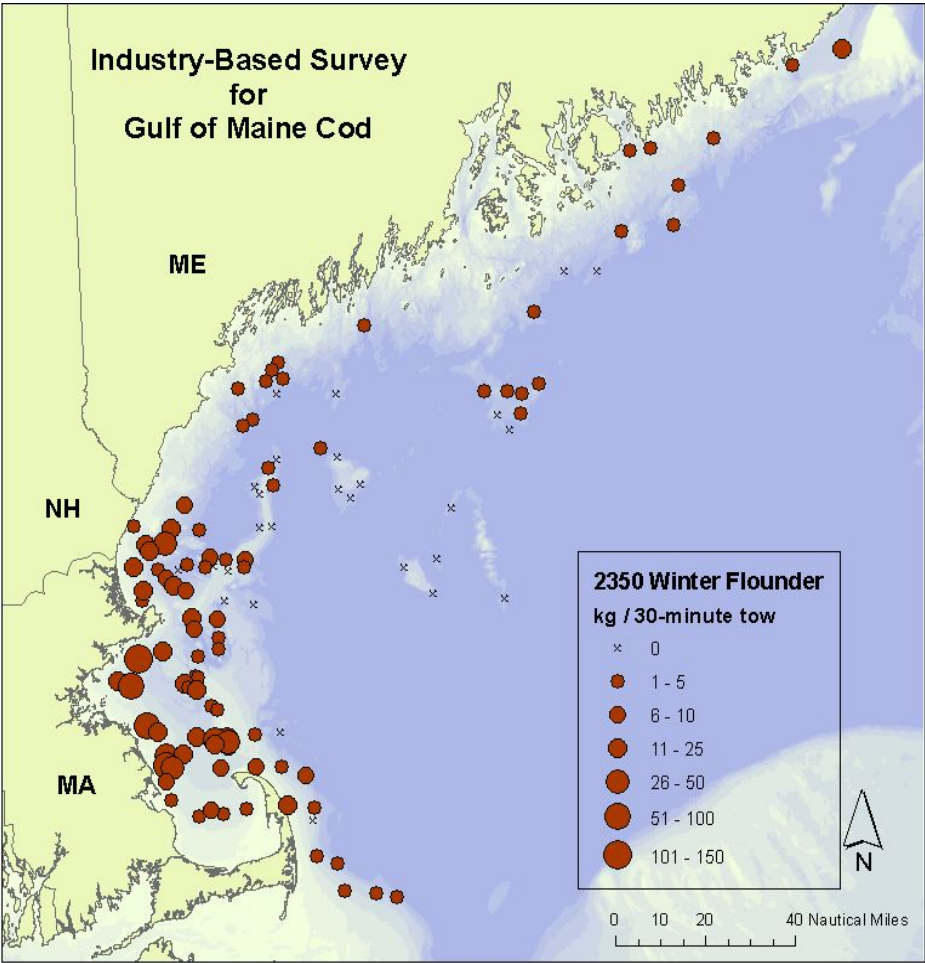 Industry-Based Survey
for
Gulf of Maine Cod
ME
NH
MA
2350 Winter Flounder
kg / 30-minute tow
0
1 - 5
6 - 10
11 - 25
26 - 50
51 - 100
101 - 150
N
0 10 20 40 Nautical Miles